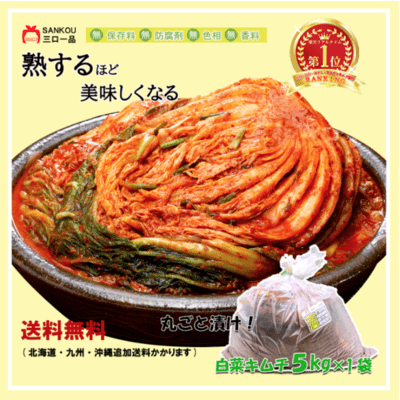 SANKOU
三口一品
無 保存料 無 防腐剤 無 色相 無 香料
第1位
RANKING
熟するほど
美味しくなる
丸ごと漬け!
送料無料
( 北海道・九州・沖縄追加送料かかります )
白菜キムチ5kg×1袋